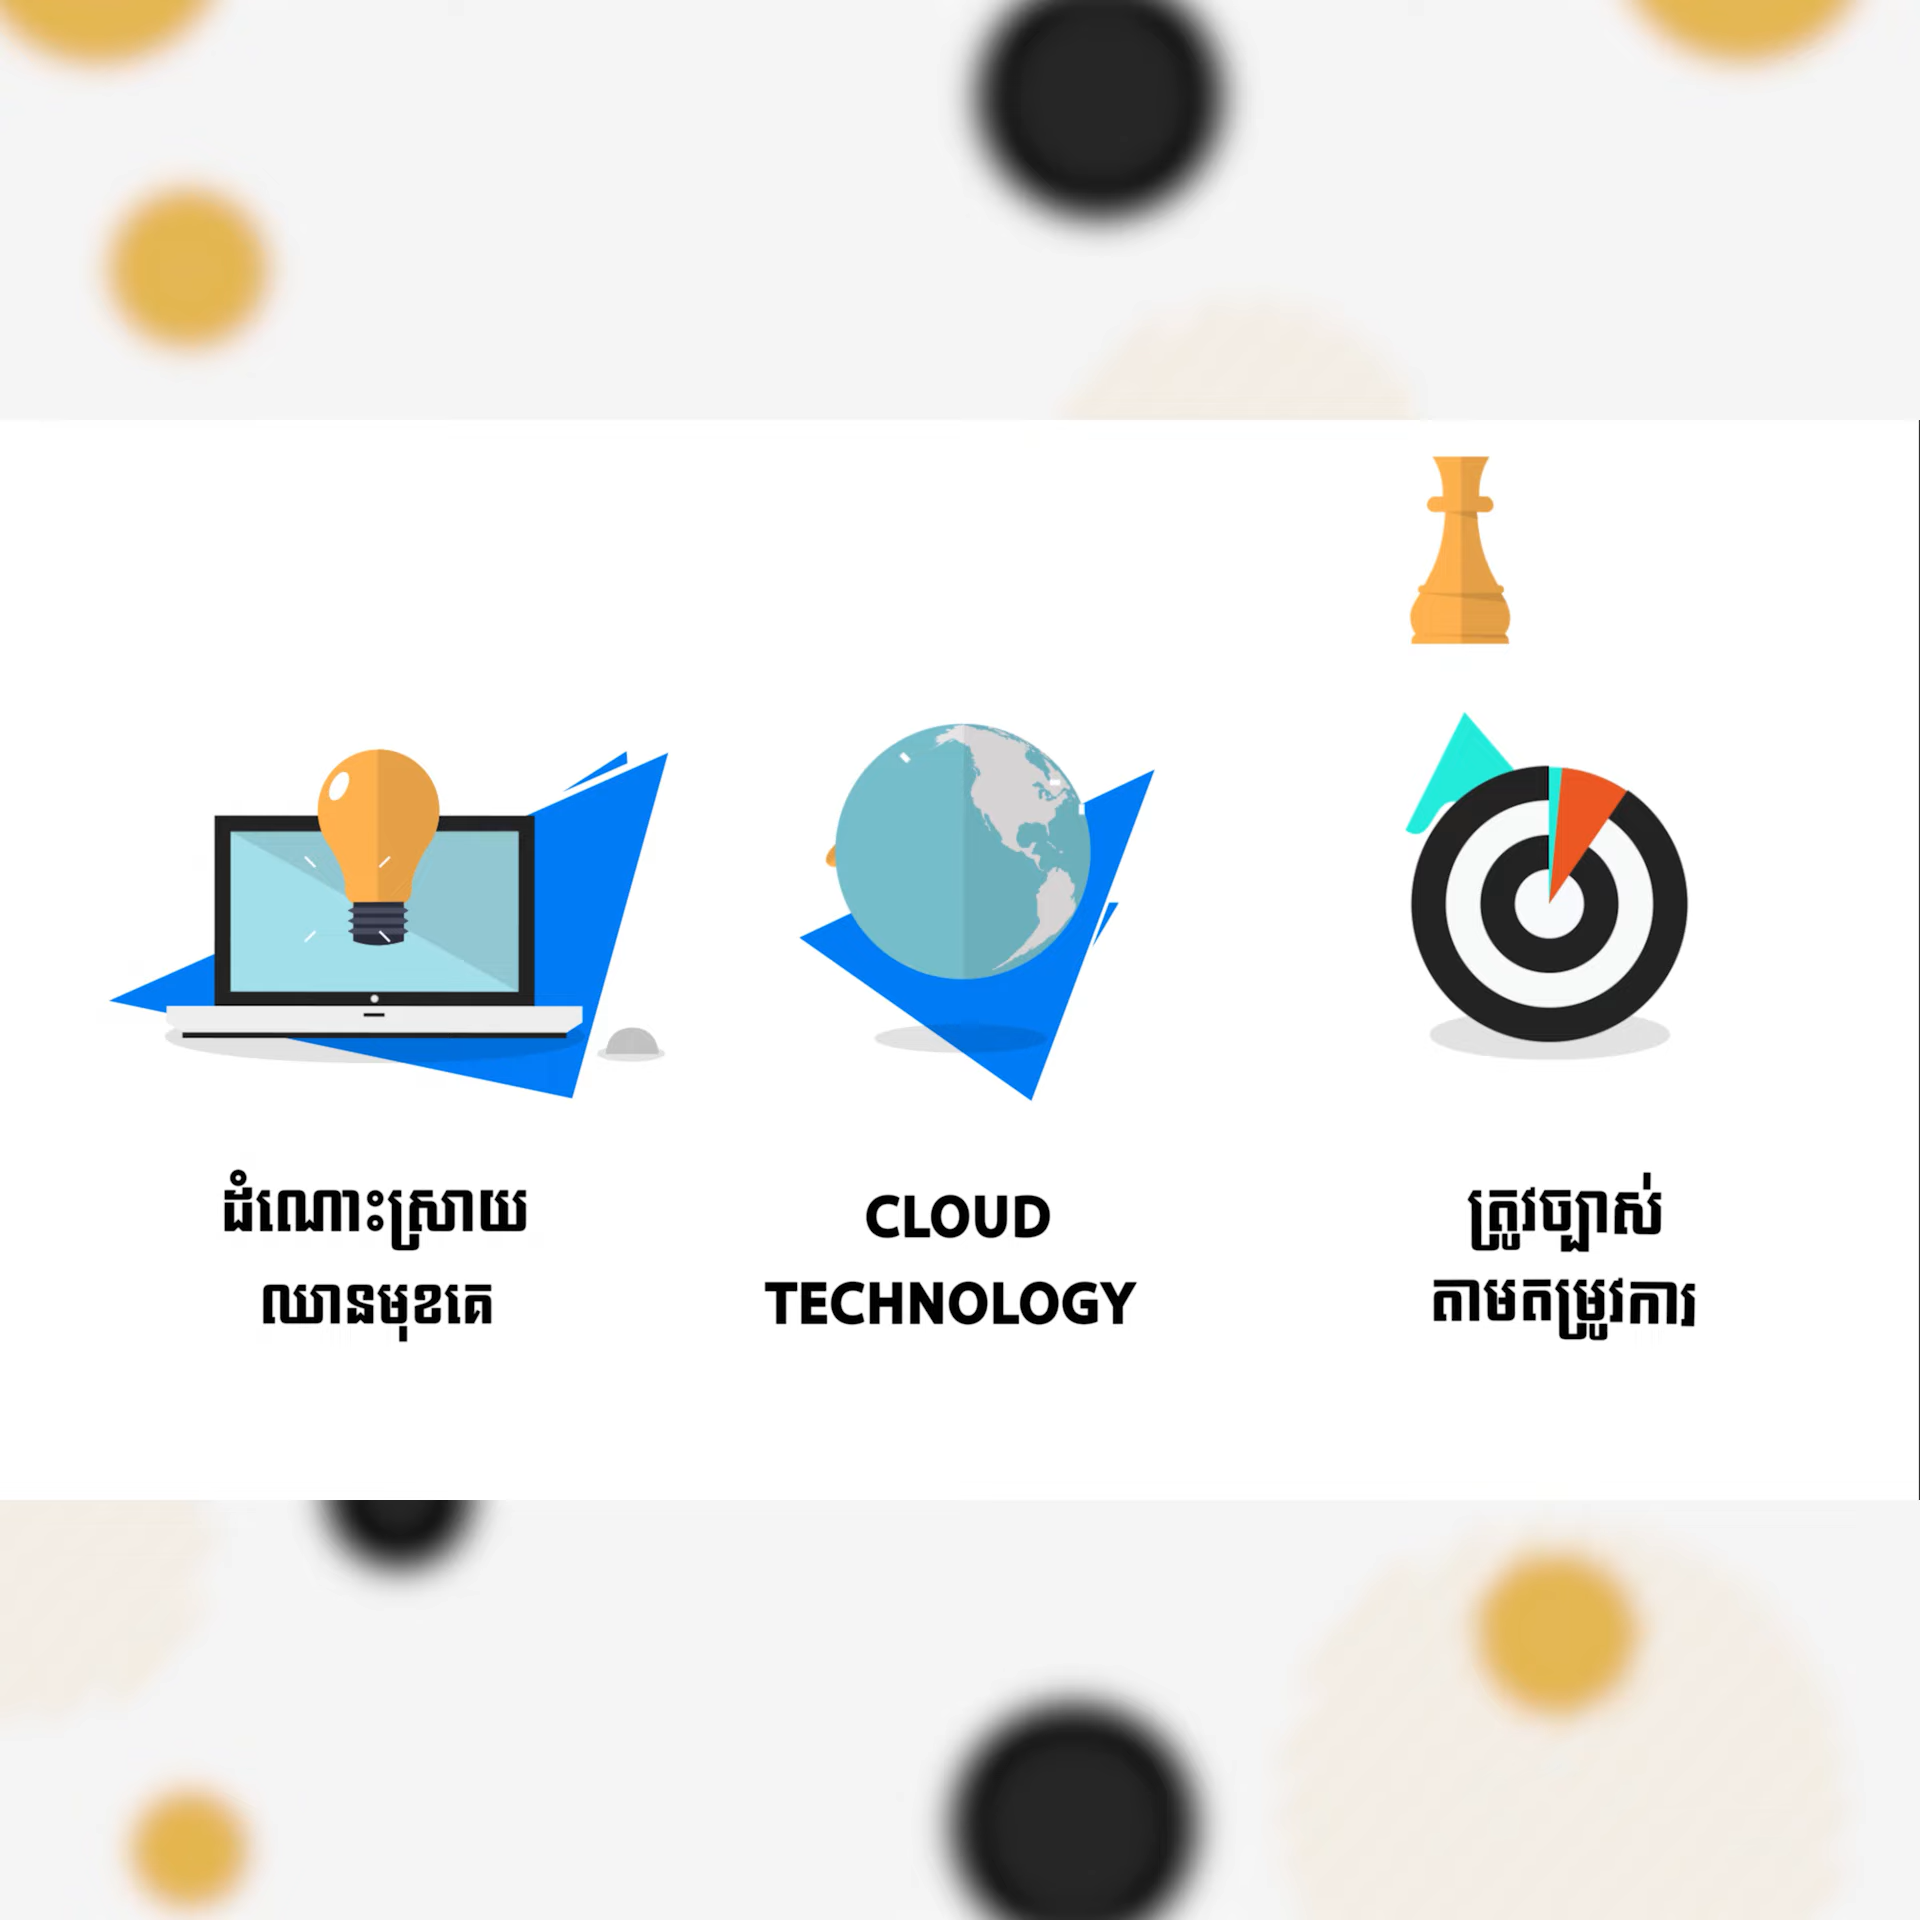 ដំណោះស្រាយ
ឈានមុខគេ
CLOUD
TECHNOLOGY
ត្រូវច្បាស់
តាមតម្រូវការ